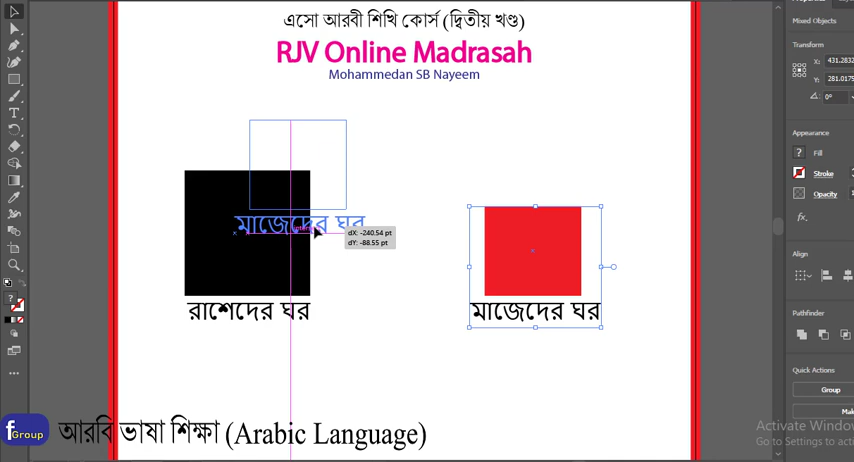 এসো আরবী শিখি কোর্স (দ্বিতীয় খণ্ড)
RJV Online Madrasah
Mohammedan SB Nayeem
মাজেদের ঘর
dX: -240.54 pt
dY: -88.55 pt
রাশেদের ঘর
মাজেদের ঘর
f Group
আরবি ভাষা শিক্ষা (Arabic Language)
Properties
Mixed Objects
Transform
X: 431.2832
Y: 281.0175
0°
Appearance
? Fill
Stroke
Opacity
fx
Align
Pathfinder
Quick Actions
Group
Activate Window
Go to Settings to acti